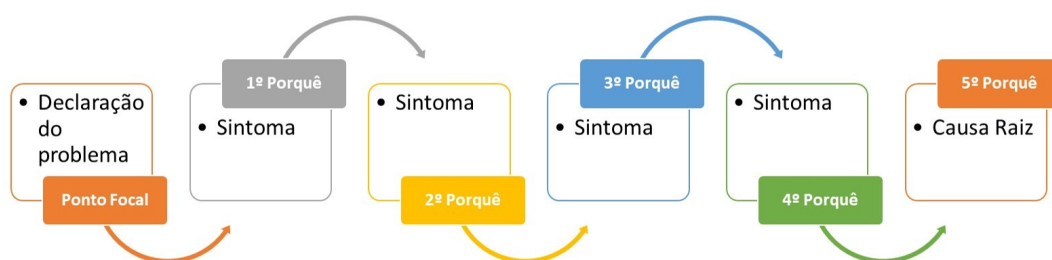 • Declaração
do
problema
Ponto Focal
1º Porquê
• Sintoma
• Sintoma
2º Porquê
3º Porquê
• Sintoma
• Sintoma
4º Porquê
5º Porquê
• Causa Raiz